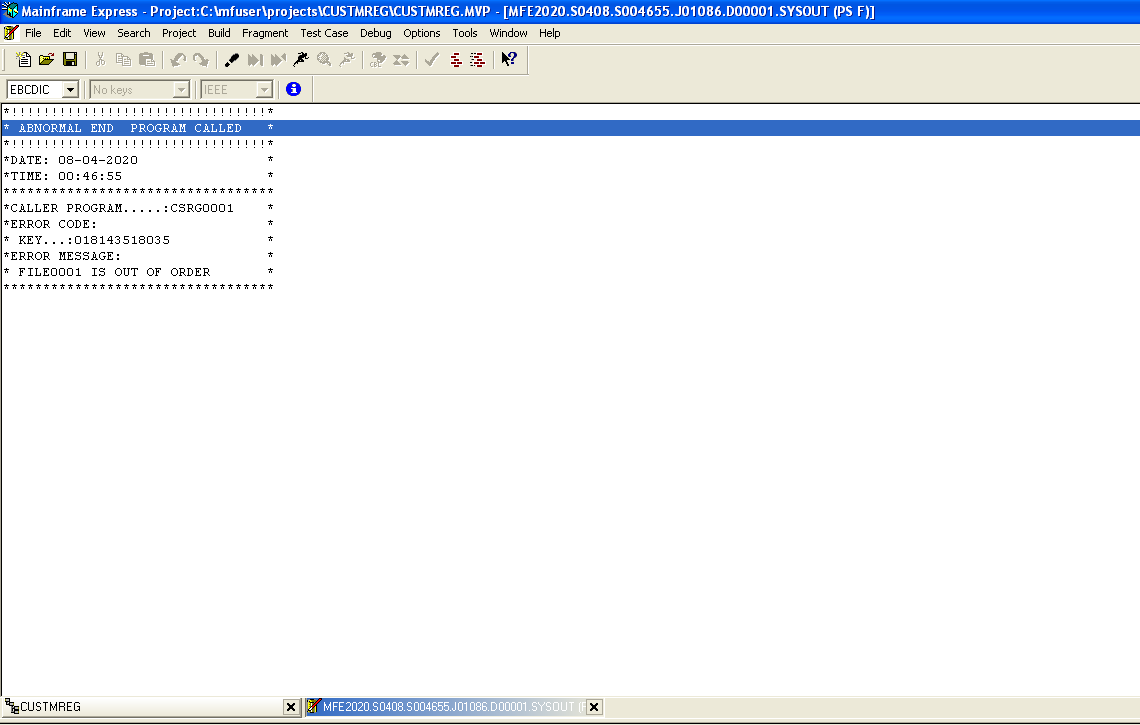 Mainframe Express - Project:C:\mfuser\projects\CUSTMREG\CUSTMREG.MVP - [MFE2020.S0408.S004655.J01086.D00001.SYSOUT (PS F)]
File Edit View Search Project Build Fragment Test Case Debug Options Tools Window Help
EBCDIC No keys IEEE
*!!!!!!!!!!!!!!!!!!!!!!!!!!!!!!!!*
* ABNORMAL END  PROGRAM CALLED   *
*!!!!!!!!!!!!!!!!!!!!!!!!!!!!!!!!*
*DATE: 08-04-2020                *
*TIME: 00:46:55                  *
**********************************
*CALLER PROGRAM.....:CSRG0001    *
*ERROR CODE:                     *
* KEY...:018143518035            *
*ERROR MESSAGE:                  *
* FILE0001 IS OUT OF ORDER       *
**********************************
CUSTMREG MFE2020.S0408.S004655.J01086.D00001.SYSOUT (F